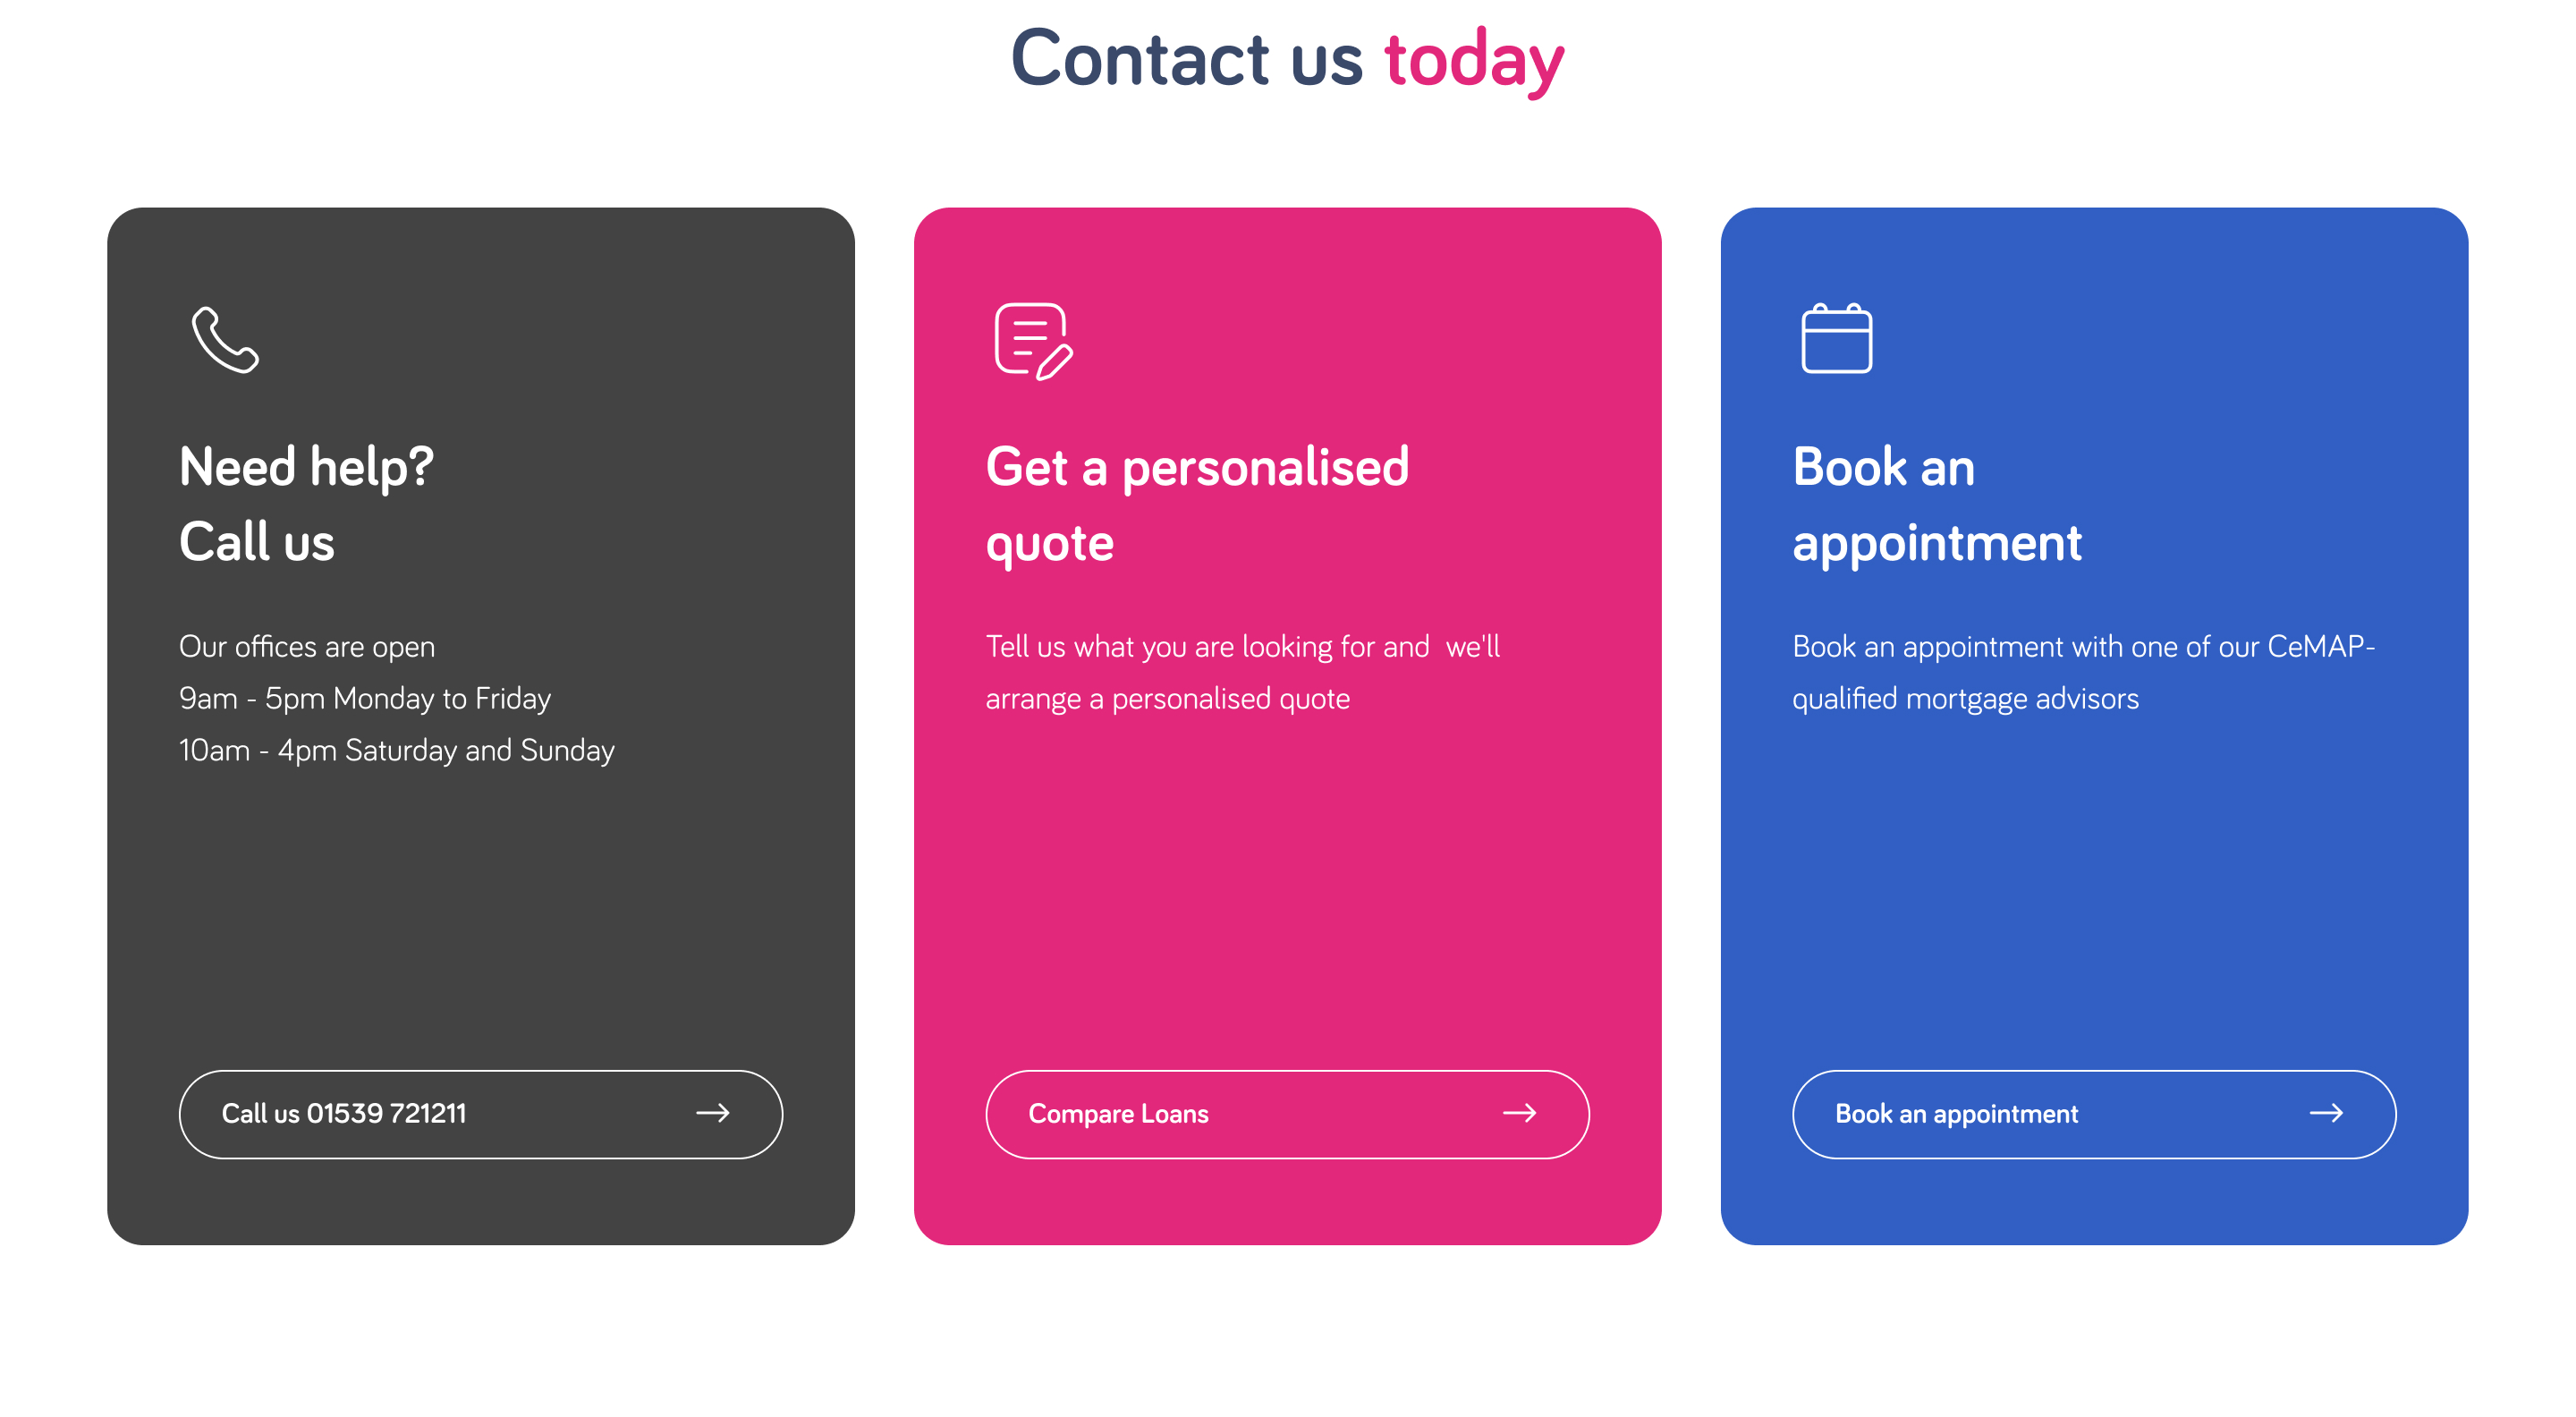 Contact us today
Need help?
Call us
Our offices are open
9am - 5pm Monday to Friday
10am - 4pm Saturday and Sunday
Call us 01539 721211
Get a personalised
quote
Tell us what you are looking for and  we'll
arrange a personalised quote
Compare Loans
Book an
appointment
Book an appointment with one of our CeMAP-
qualified mortgage advisors
Book an appointment